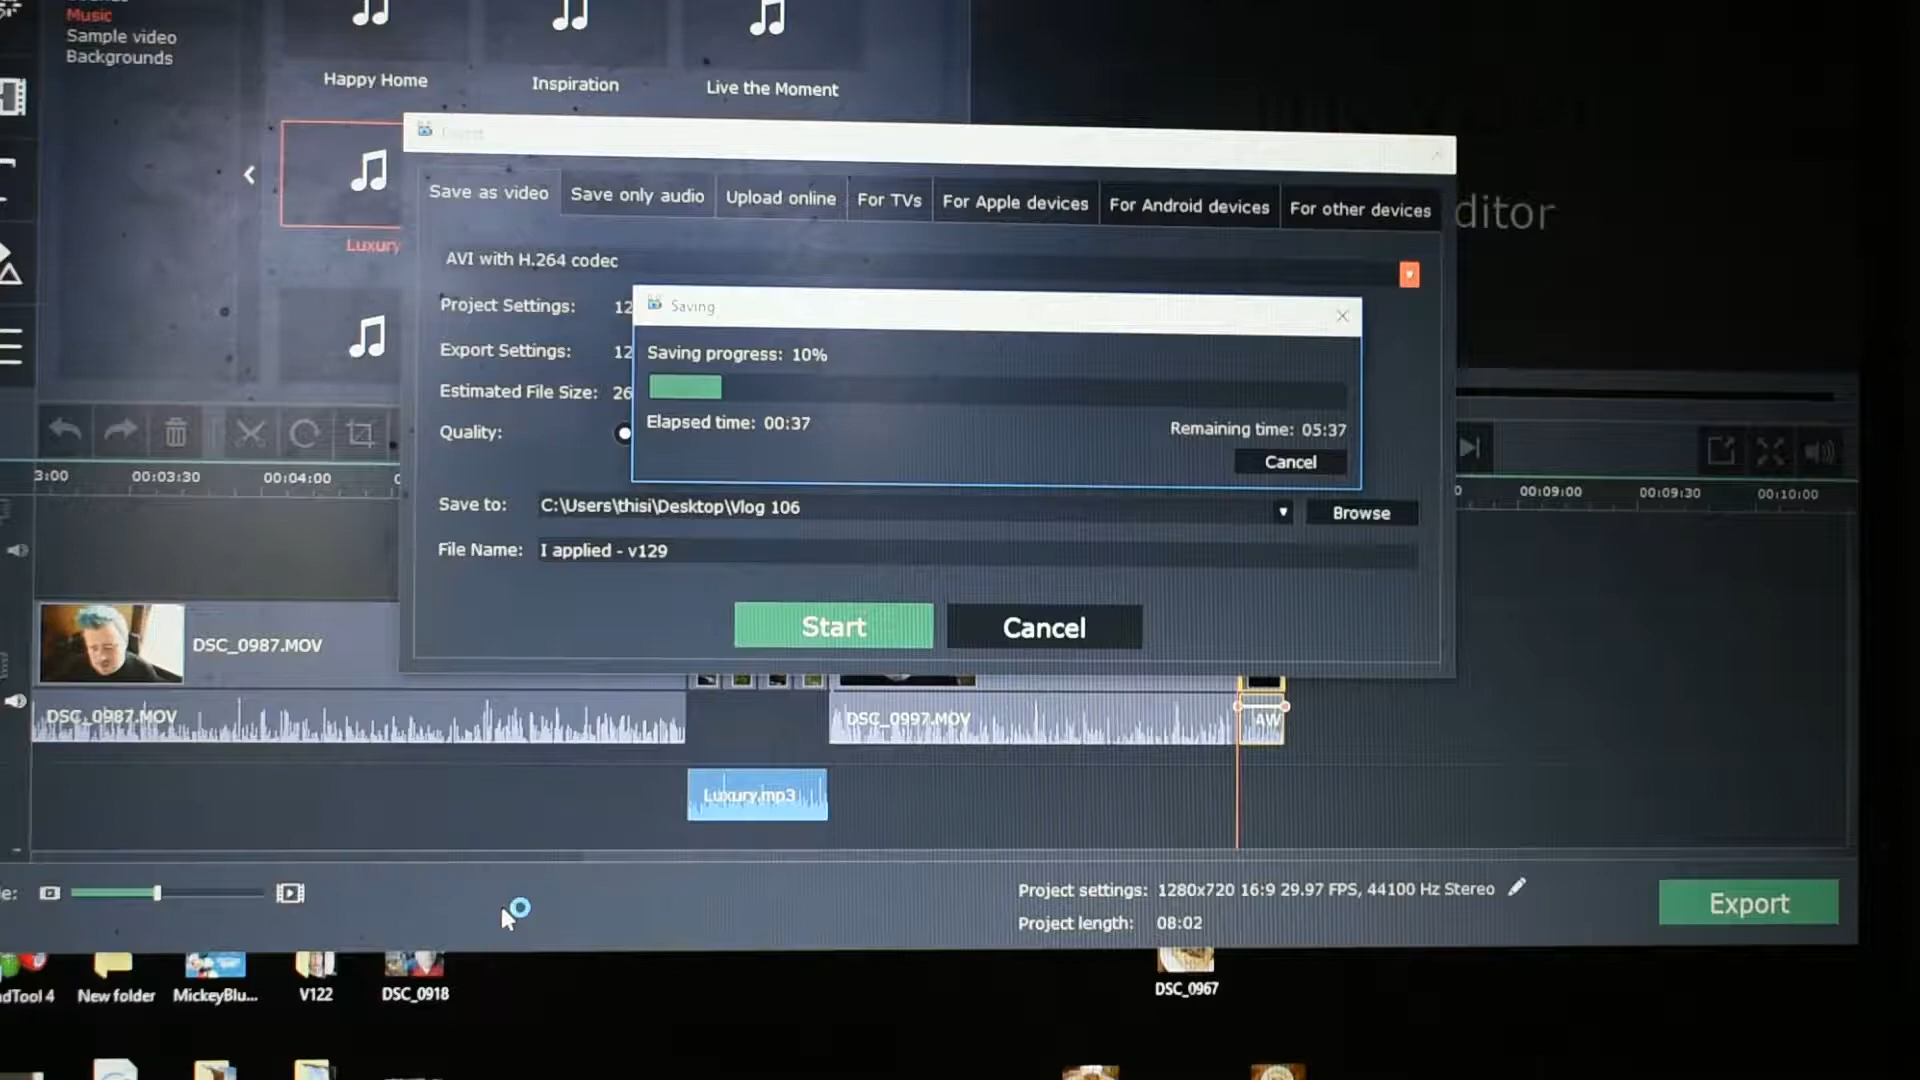 Music
Sample video
Backgrounds
Happy Home
Inspiration
Live the Moment
Luxury
Save as video
Save only audio
Upload online
For TVs
For Apple devices
For Android devices
For other devices
ditor
AVI with H.264 codec
Project Settings: 12
Export Settings: 12
Estimated File Size: 26
Quality:
Saving
Saving progress: 10%
Elapsed time: 00:37
Remaining time: 05:37
Cancel
Save to: C:\Users\thisi\Desktop\Vlog 106
Browse
File Name: I applied - v129
Start
Cancel
3:00
00:03:30
00:04:00
00:09:00
00:09:30
00:10:00
DSC_0987.MOV
DSC_0987.MOV
DSC_0997.MOV
AW
Luxury.mp3
e:
Project settings: 1280x720 16:9 29.97 FPS, 44100 Hz Stereo
Project length: 08:02
Export
dTool 4
New folder
MickeyBlu...
V122
DSC_0918
DSC_0967